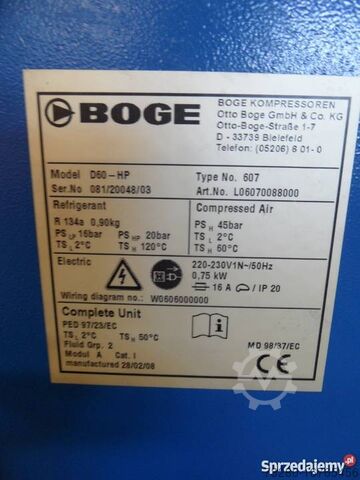 BOGE
BOGE KOMPRESSOREN
Otto Boge GmbH & Co. KG
Otto-Boge-Straße 1-7
D - 33739 Bielefeld
Telefon: (05206) 6 01- 0
Model D60-HP Type No. 607
Ser.No 081/20048/03 Art.No. L06070088000
Refrigerant Compressed Air
R 134a 0,90kg PS H 45bar
PS LP 16bar PS HP 20bar TS L 2°C
TS L 2°C TS H 120°C TS H 60°C
Electric 220-230V1N~/50Hz
0,75 kW
16 A / IP 20
Wiring diagram no.: W0606000000
Complete Unit
PED 97/23/EC
TS L 2°C TS H 50°C
Fluid Grp. 2
Module A Cat. I MD 98/37/EC
manufactured 28/02/08 CE
Sprzedajemy.pl